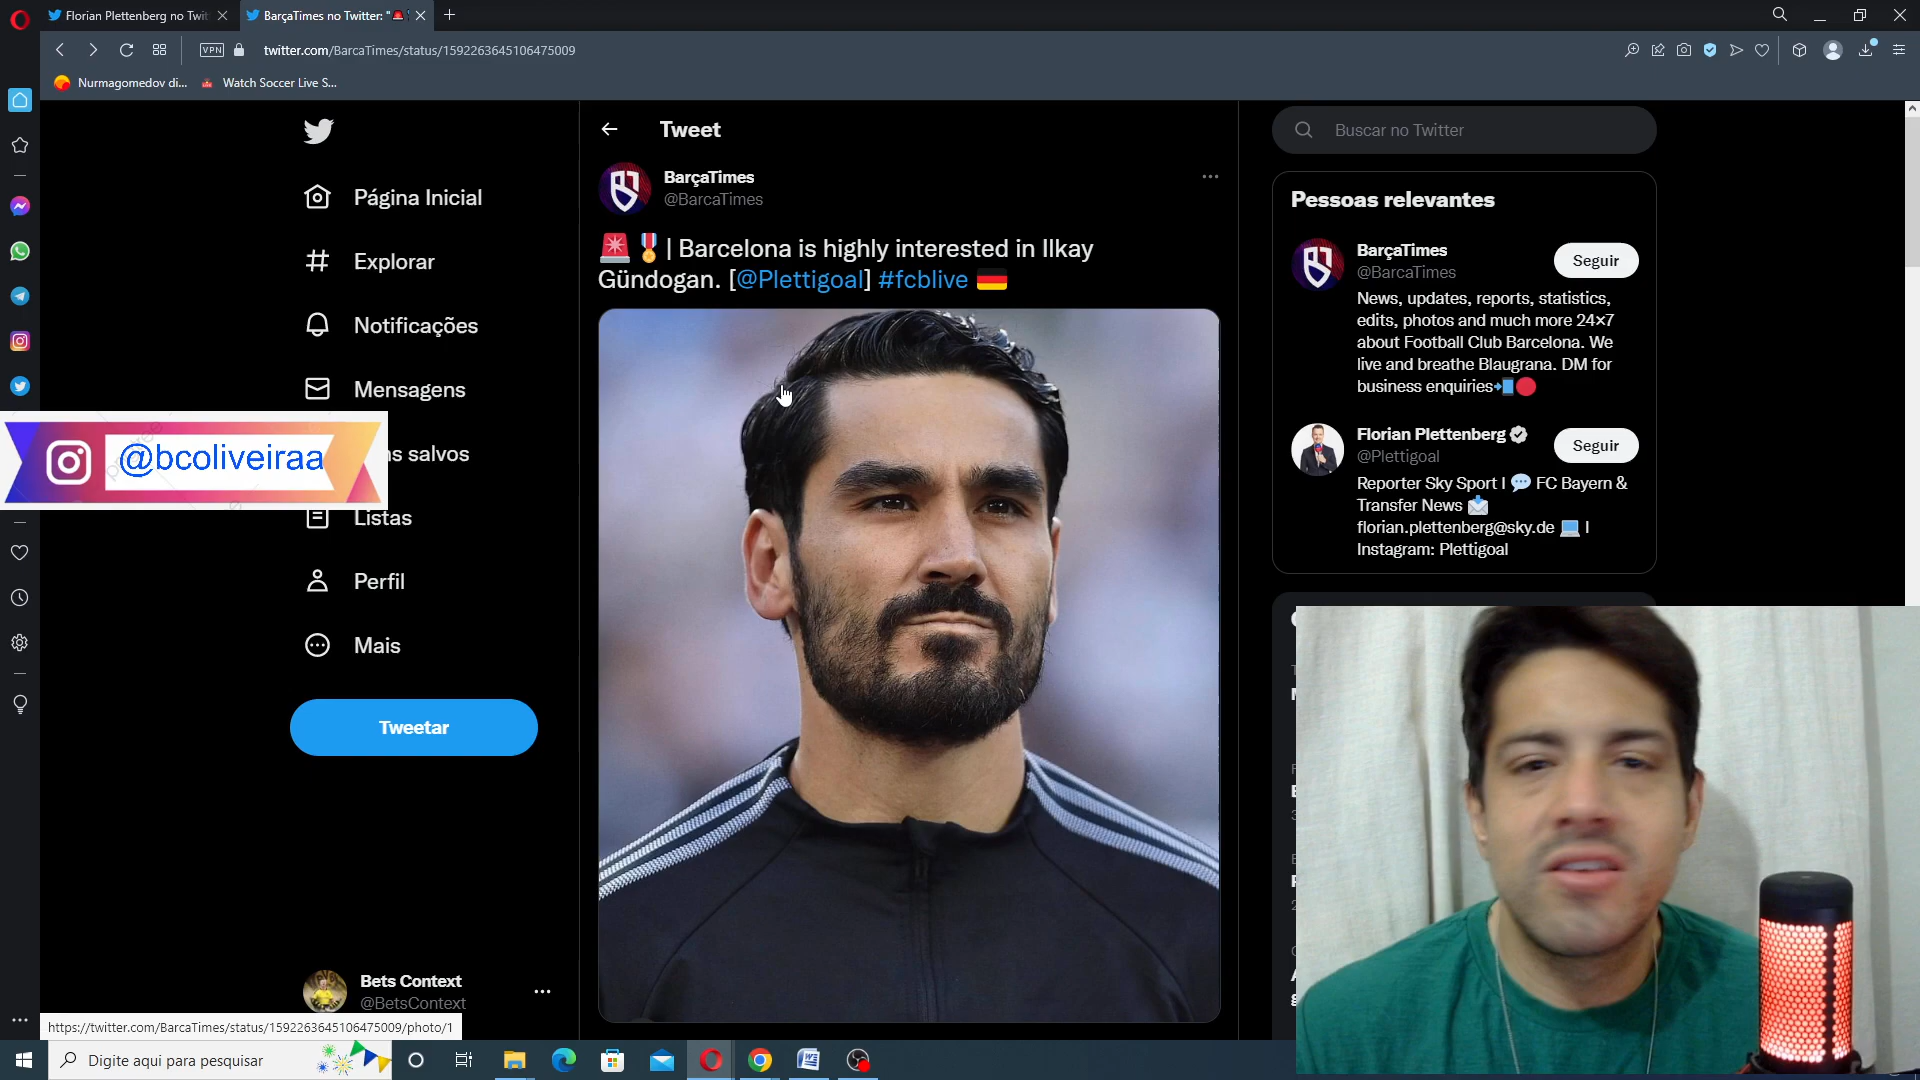 Florian Plettenberg no Twit
BarçaTimes no Twitter: "🚨
VPN
twitter.com/BarcaTimes/status/1592263645106475009
Nurmagomedov di...
Watch Soccer Live S...
Página Inicial
Explorar
Notificações
Mensagens
ns salvos
Listas
Perfil
Mais
Tweetar
Bets Context
@BetsContext
@bcoliveiraa
Tweet
BarçaTimes
@BarcaTimes
🚨🎖️| Barcelona is highly interested in Ilkay
Gündogan. [@Plettigoal] #fcblive 🇩🇪
Buscar no Twitter
Pessoas relevantes
BarçaTimes
@BarcaTimes
Seguir
News, updates, reports, statistics,
edits, photos and much more 24×7
about Football Club Barcelona. We
live and breathe Blaugrana. DM for
business enquiries📲🔴
Florian Plettenberg
@Plettigoal
Seguir
Reporter Sky Sport I 💬 FC Bayern &
Transfer News 📩
florian.plettenberg@sky.de 💻 I
Instagram: Plettigoal
https://twitter.com/BarcaTimes/status/1592263645106475009/photo/1
Digite aqui para pesquisar